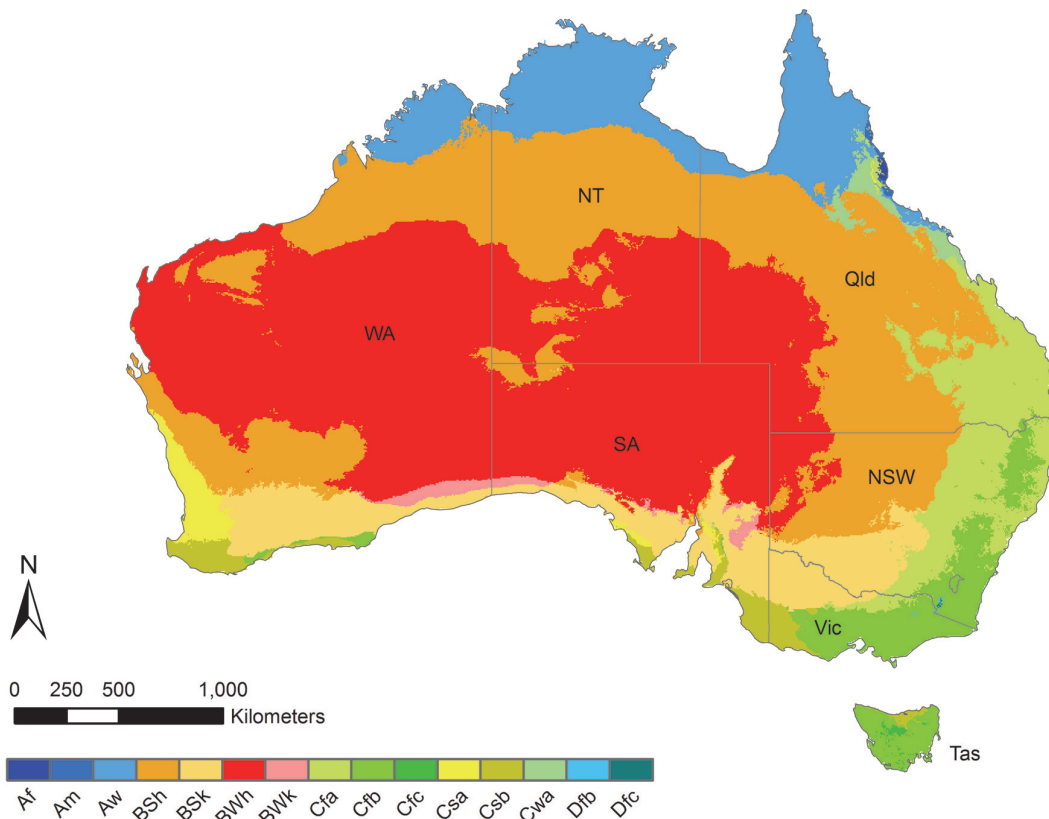 NT
Qld
WA
SA
NSW
Vic
N
0 250 500 1,000
Kilometers
Tas
Af Am Aw BSh BSk BWh BWk Cfa Cfb Cfc Csa Csb Cwa Dfb Dfc